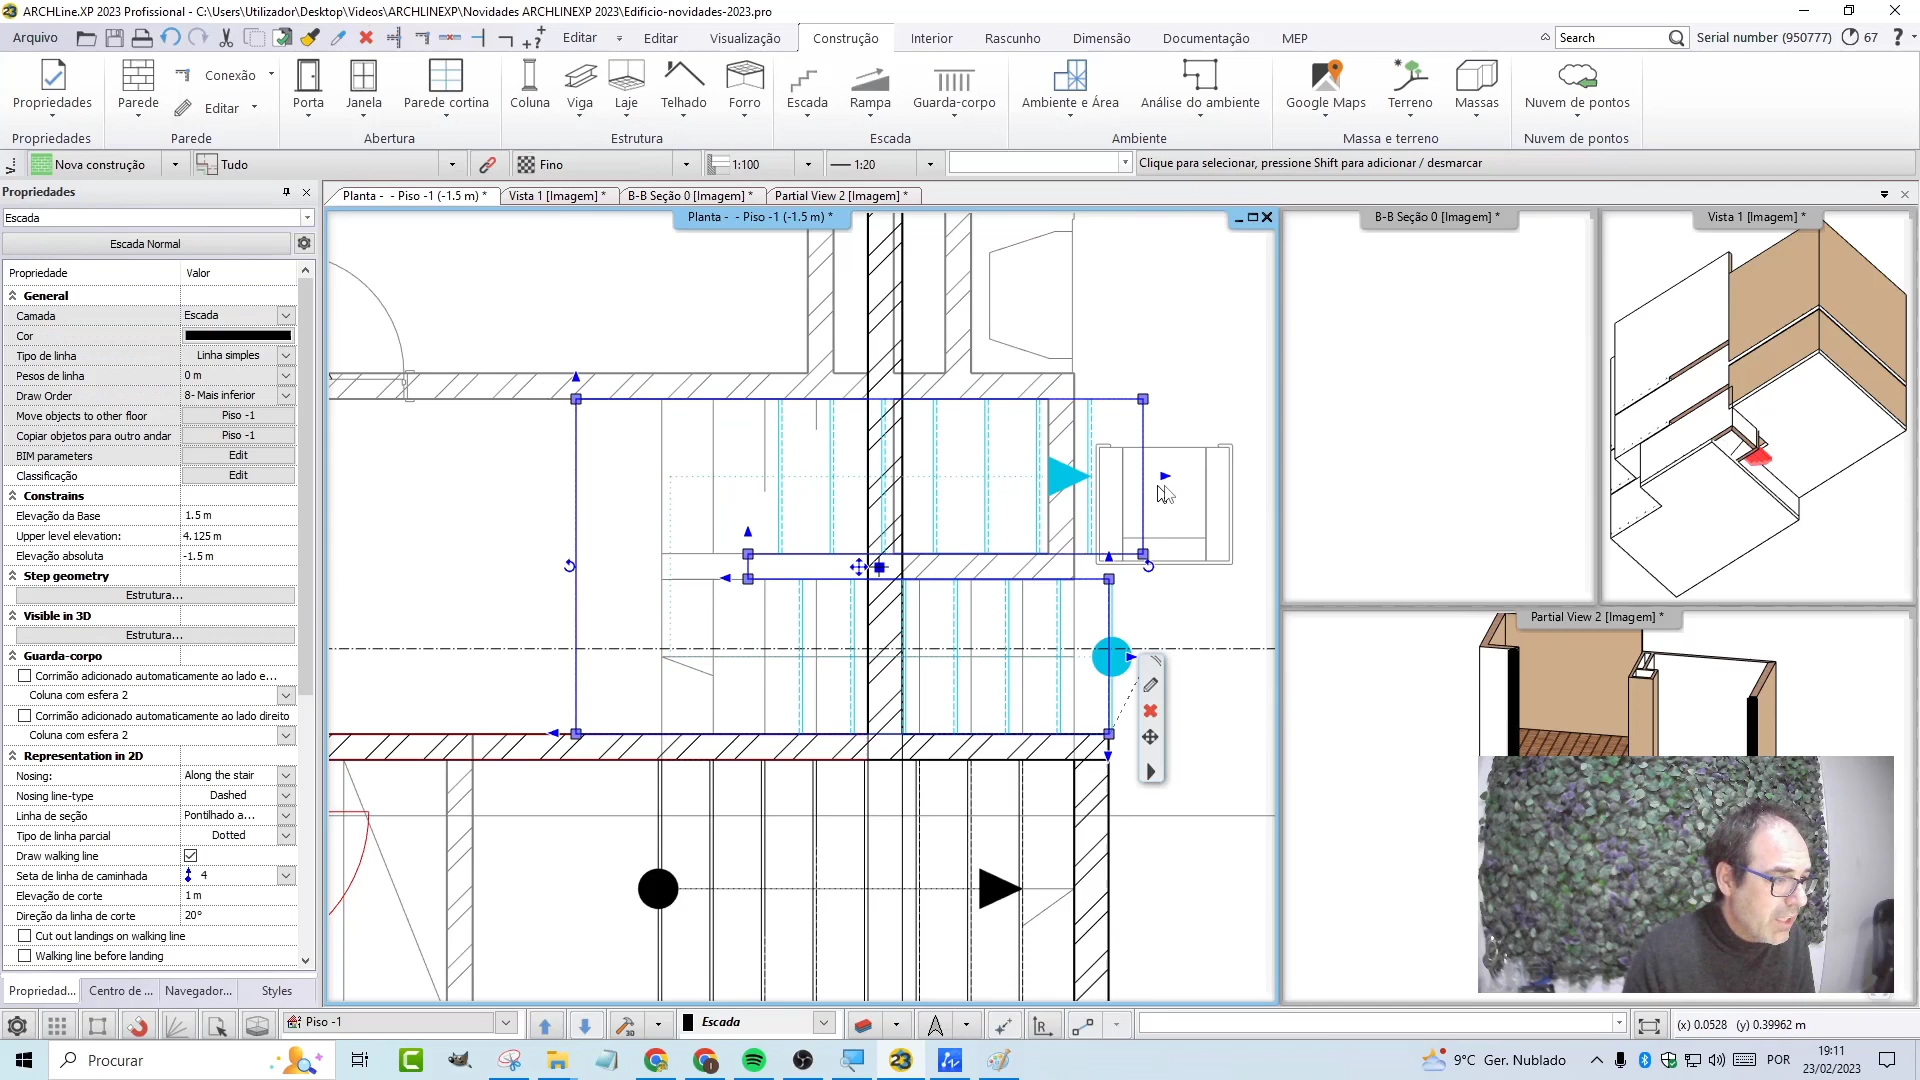 ARCHLine.XP 2023 Profissional - C:\Users\Utilizador\Desktop\Videos\ARCHLINEXP\Novidades ARCHLINEXP 2023\Edificio-novidades-2023.pro
Arquivo Editar Editar Visualização Construção Interior Rascunho Dimensão Documentação MEP Search Serial number (950777) 67 ?
Propriedades Parede Conexão Editar Porta Janela Parede cortina Coluna Viga Laje Telhado Forro Escada Rampa Guarda-corpo Ambiente e Área Análise do ambiente Google Maps Terreno Massas Nuvem de pontos
Propriedades Parede Abertura Estrutura Escada Ambiente Massa e terreno Nuvem de pontos
Nova construção Tudo Fino 1:100 1:20 Clique para selecionar, pressione Shift para adicionar / desmarcar
Propriedades
Planta - - Piso -1 (-1.5 m) * Vista 1 [Imagem] * B-B Seção 0 [Imagem] * Partial View 2 [Imagem] *
Escada
Planta - - Piso -1 (-1.5 m) * B-B Seção 0 [Imagem] * Vista 1 [Imagem] *
Escada Normal
Propriedade Valor
General
Camada Escada
Cor
Tipo de linha Linha simples
Pesos de linha 0 m
Draw Order 8- Mais inferior
Move objects to other floor Piso -1
Copiar objetos para outro andar Piso -1
BIM parameters Edit
Classificação Edit
Constrains
Elevação da Base 1.5 m
Upper level elevation: 4.125 m
Elevação absoluta -1.5 m
Step geometry
Estrutura...
Visible in 3D
Estrutura...
Guarda-corpo
Corrimão adicionado automaticamente ao lado e...
Coluna com esfera 2
Corrimão adicionado automaticamente ao lado direito
Coluna com esfera 2
Representation in 2D
Nosing: Along the stair
Nosing line-type Dashed
Linha de seção Pontilhado a...
Tipo de linha parcial Dotted
Draw walking line
Seta de linha de caminhada 4
Elevação de corte 1 m
Direção da linha de corte 20°
Cut out landings on walking line
Walking line before landing
Partial View 2 [Imagem] *
Propriedad... Centro de ... Navegador... Styles
Piso -1 Escada (x) 0.0528 (y) 0.39962 m
Procurar 23 9°C Ger. Nublado POR 19:11
23/02/2023